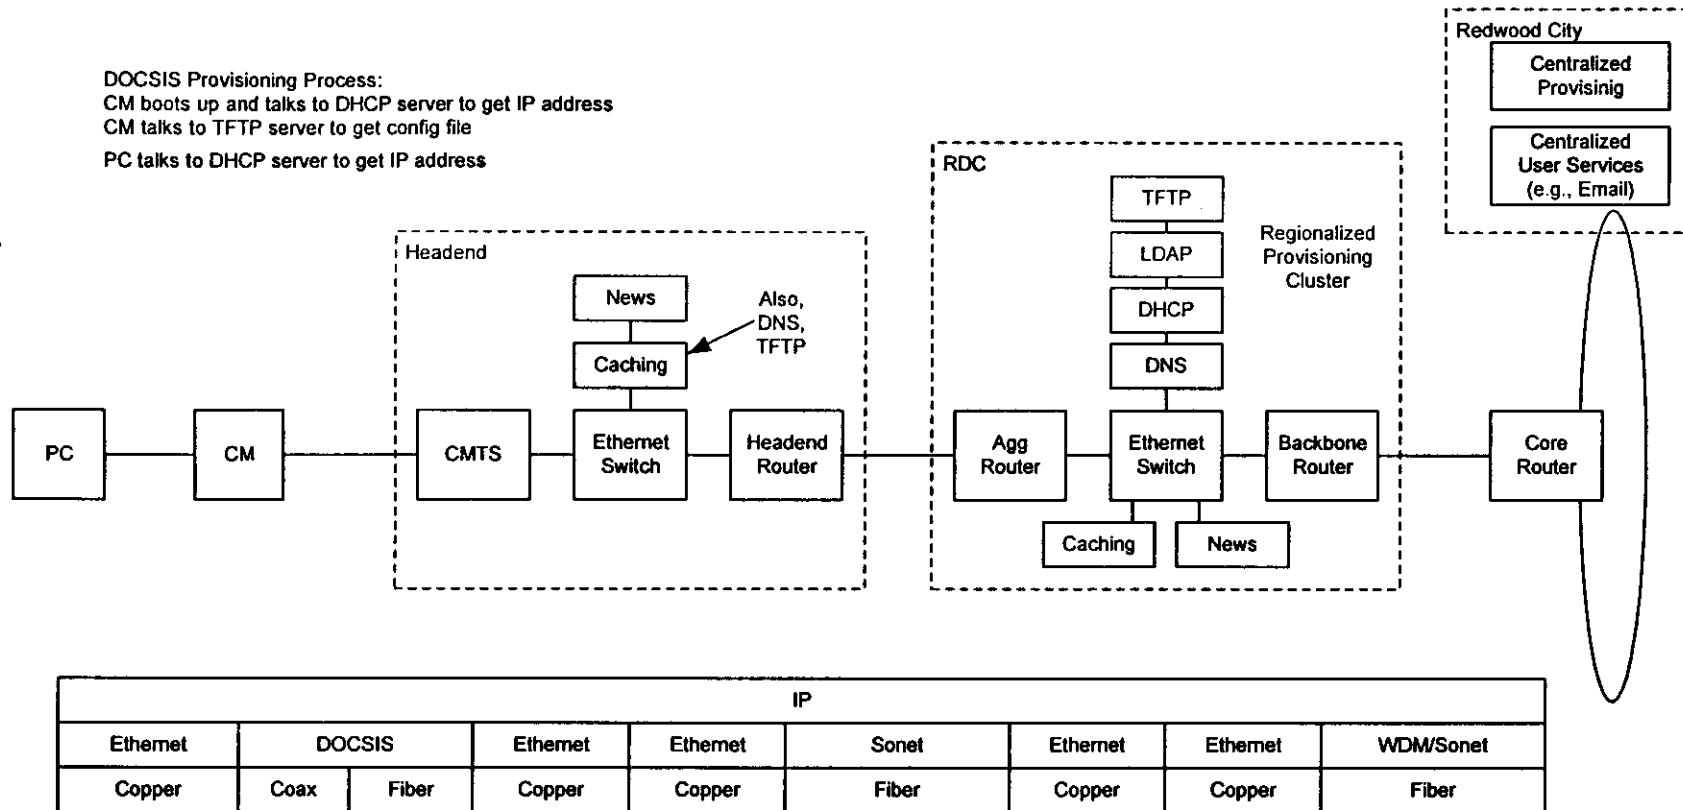 Redwood City
Centralized
Provisinig
Centralized
User Services
(e.g., Email)
DOCSIS Provisioning Process:
CM boots up and talks to DHCP server to get IP address
CM talks to TFTP server to get config file
PC talks to DHCP server to get IP address
RDC
TFTP
LDAP
DHCP
DNS
Regionalized
Provisioning
Cluster
Headend
News
Caching
Also,
DNS,
TFTP
PC
CM
CMTS
Ethernet
Switch
Headend
Router
Agg
Router
Ethernet
Switch
Backbone
Router
Core
Router
Caching
News
IP
Ethernet
DOCSIS
Ethernet
Ethernet
Sonet
Ethernet
Ethernet
WDM/Sonet
Copper
Coax
Fiber
Copper
Copper
Fiber
Copper
Copper
Fiber